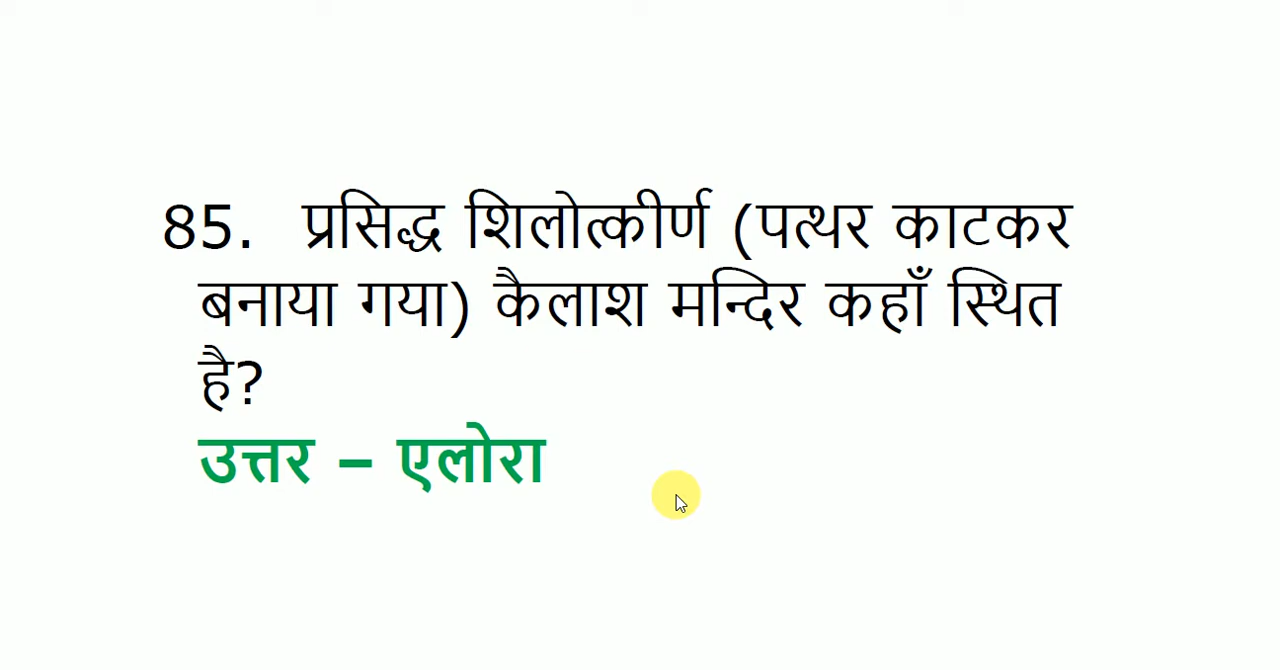 85. प्रसिद्ध शिलोत्कीर्ण (पत्थर काटकर
बनाया गया) कैलाश मन्दिर कहाँ स्थित
है?
उत्तर – एलोरा